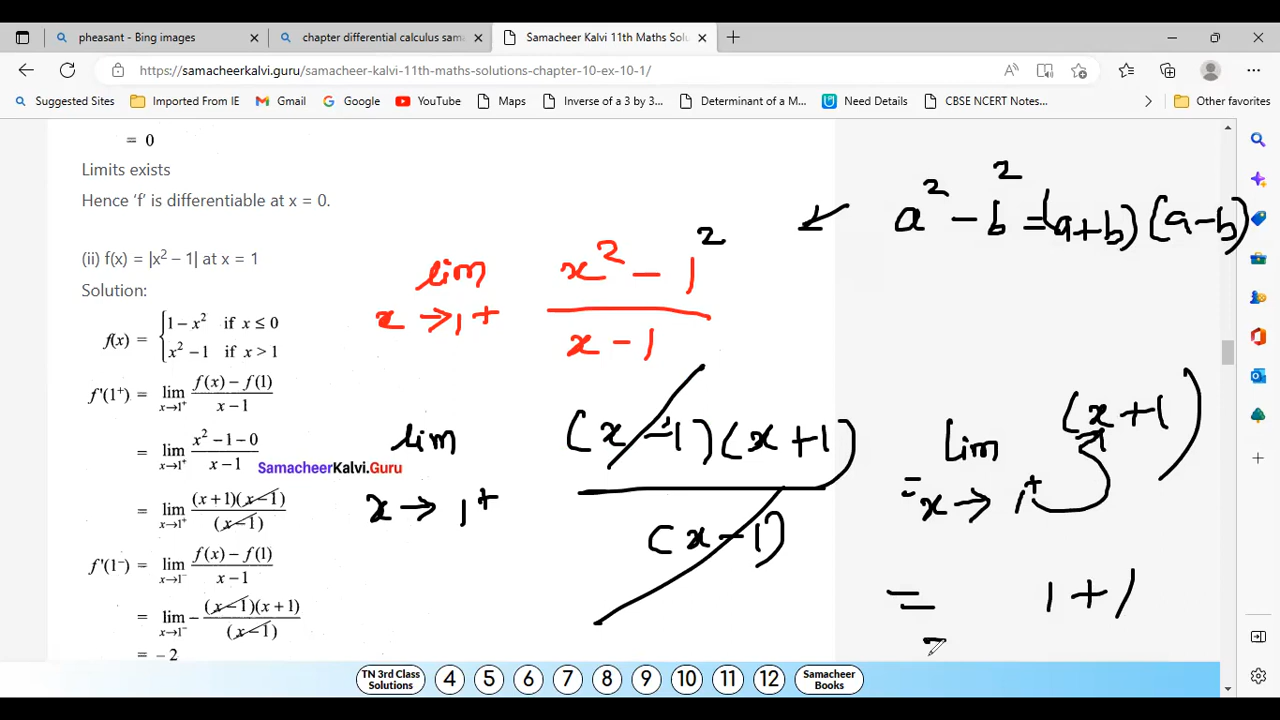 pheasant - Bing images
chapter differential calculus sam
Samacheer Kalvi 11th Maths Solu
https://samacheerkalvi.guru/samacheer-kalvi-11th-maths-solutions-chapter-10-ex-10-1/
Suggested Sites
Imported From IE
Gmail
Google
YouTube
Maps
Inverse of a 3 by 3...
Determinant of a M...
Need Details
CBSE NCERT Notes...
Other favorites
= 0
Limits exists
Hence ‘f’ is differentiable at x = 0.
(ii) f(x) = |x² – 1| at x = 1
Solution:
f(x) = { 1 – x² if x ≤ 0
x² – 1 if x > 1
f'(1⁺) = lim x→1⁺ (f(x) – f(1))/(x – 1)
= lim x→1⁺ (x² – 1 – 0)/(x – 1)
SamacheerKalvi.Guru
= lim x→1⁺ (x+1)(x–1)/(x–1)
f'(1⁻) = lim x→1⁻ (f(x) – f(1))/(x – 1)
= lim x→1⁻ – (x–1)(x+1)/(x–1)
= – 2
a² – b² = (a+b)(a–b)
lim x→1+ (x² – 1²)/(x – 1)
lim x→1+ (x–1)(x+1)/(x–1)
= lim x→1+ (x+1)
= 1+1
TN 3rd Class Solutions
4 5 6 7 8 9 10 11 12
Samacheer Books